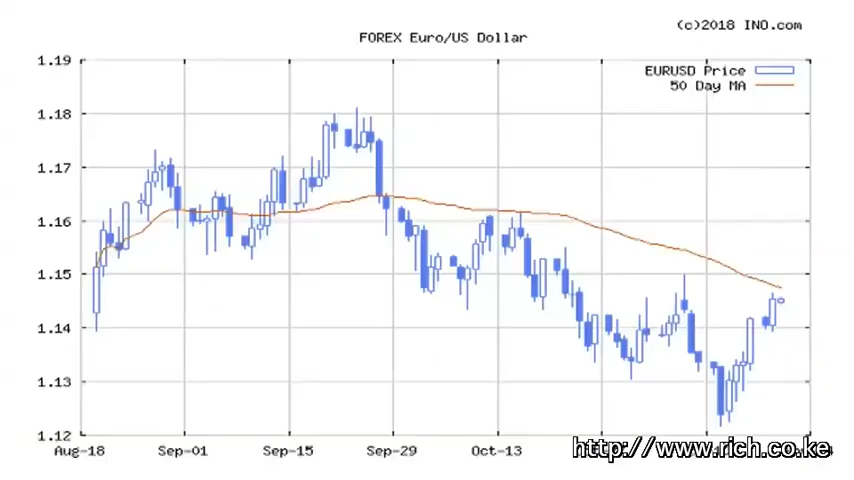 (c)2018 INO.com
FOREX Euro/US Dollar
EURUSD Price
50 Day MA
1.19
1.18
1.17
1.16
1.15
1.14
1.13
1.12
Aug-18 Sep-01 Sep-15 Sep-29 Oct-13
http://www.rich.co.ke